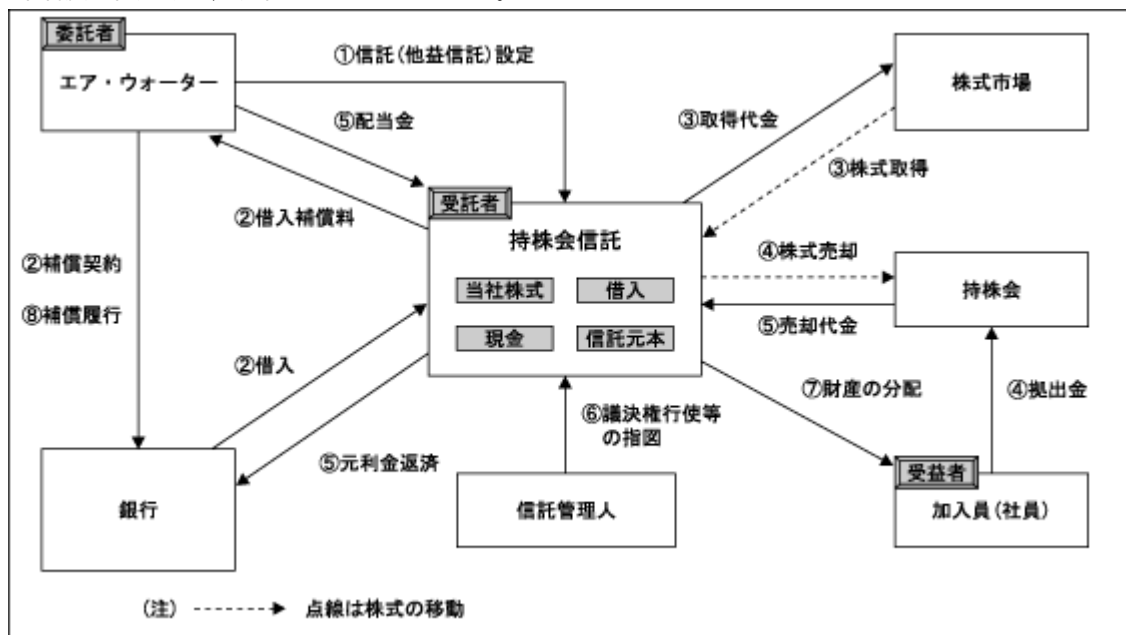 委託者
エア・ウォーター
①信託(他益信託)設定
株式市場
⑤配当金
③取得代金
③株式取得
受託者
②借入補償料
持株会信託
④株式売却
②補償契約
当社株式
借入
持株会
⑧補償履行
現金
信託元本
⑤売却代金
②借入
⑦財産の分配
④拠出金
⑥議決権行使等
の指図
⑤元利金返済
受益者
銀行
信託管理人
加入員(社員)
(注)
点線は株式の移動